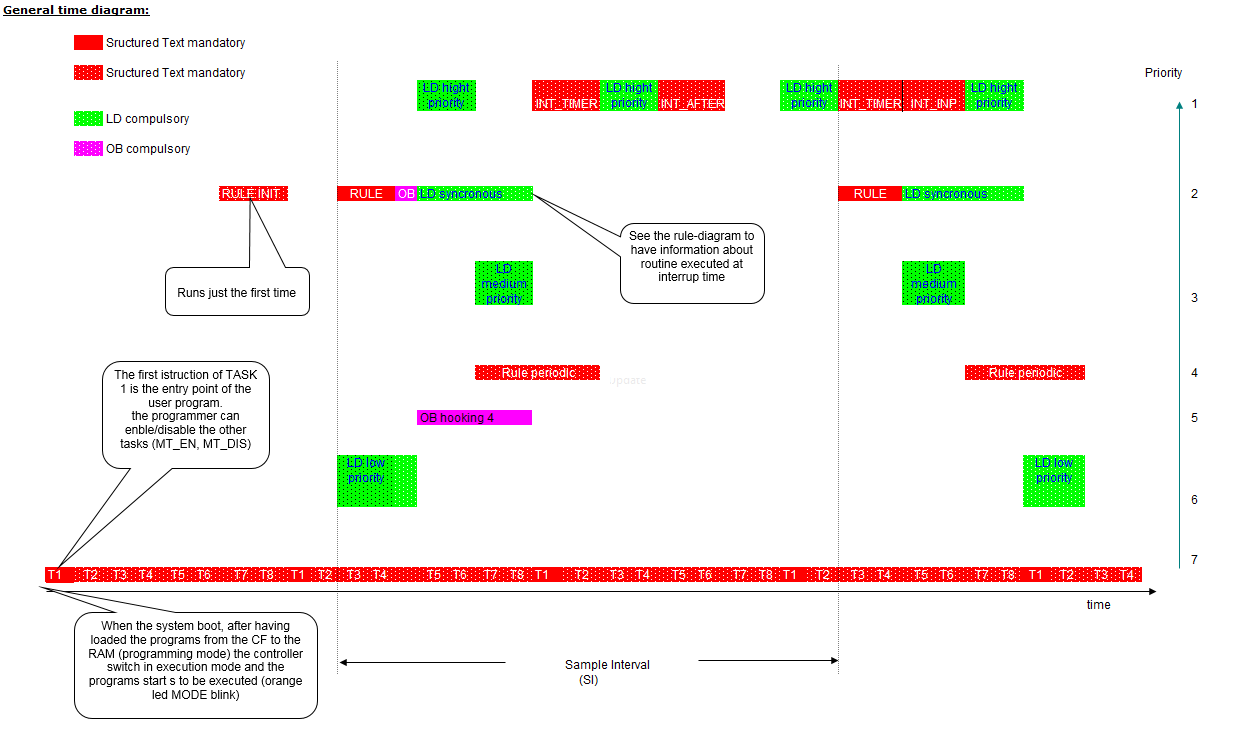 General time diagram:
Sructured Text mandatory
Sructured Text mandatory
LD compulsory
OB compulsory
Priority
LD hight
priority
INT_TIMER
LD hight
priority
INT_AFTER
LD hight
priority
INT_TIMER
INT_INP
LD hight
priority
1
RULE INIT
RULE
OB
LD syncronous
RULE
LD syncronous
2
Runs just the first time
See the rule-diagram to
have information about
routine executed at
interrup time
LD
medium
priority
LD
medium
priority
3
Rule periodic
update
Rule periodic
4
The first istruction of TASK
1 is the entry point of the
user program.
the programmer can
enble/disable the other
tasks (MT_EN, MT_DIS)
OB hooking 4
5
LD low
priority
LD low
priority
6
7
T1 T2 T3 T4 T5 T6 T7 T8 T1 T2 T3 T4 T5 T6 T7 T8 T1 T2 T3 T4 T5 T6 T7 T8 T1 T2 T3 T4 T5 T6 T7 T8 T1 T2 T3 T4
time
When the system boot, after having
loaded the programs from the CF to the
RAM (programming mode) the controller
switch in execution mode and the
programs start s to be executed (orange
led MODE blink)
Sample Interval
(SI)